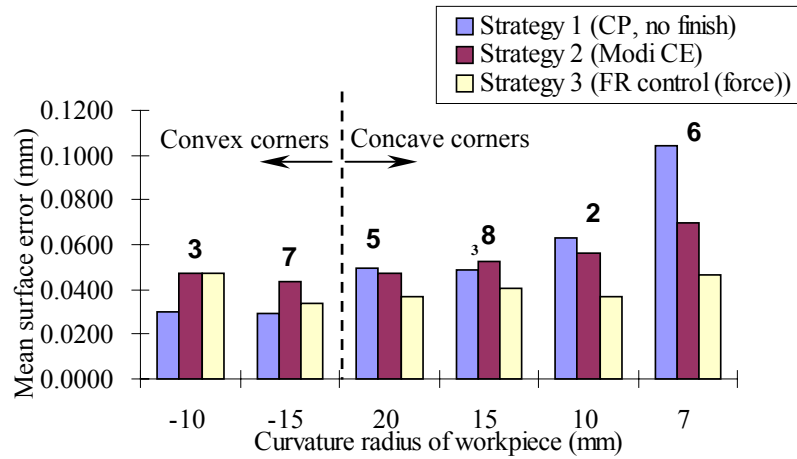 Strategy 1 (CP, no finish)
Strategy 2 (Modi CE)
Strategy 3 (FR control (force))
Mean surface error (mm)
0.1200
0.1000
0.0800
0.0600
0.0400
0.0200
0.0000
Convex corners
Concave corners
3
7
5
3
8
2
6
-10
-15
20
15
10
7
Curvature radius of workpiece (mm)